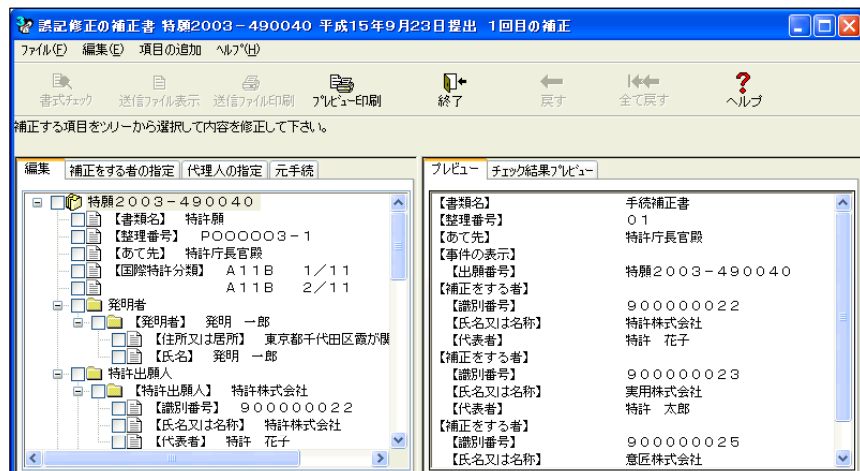 誤記修正の補正書 特願2003－490040 平成15年9月23日提出 1回目の補正
ファイル(F) 編集(E) 項目の追加 ヘルプ(H)
書式チェック 送信ファイル表示 送信ファイル印刷 プレビュー印刷 終了 戻す 全て戻す ヘルプ
補正する項目をツリーから選択して内容を修正して下さい。
編集 補正をする者の指定 代理人の指定 元手続
特願２００３－４９００４０
【書類名】 特許願
【整理番号】 Ｐ０００００３－１
【あて先】 特許庁長官殿
【国際特許分類】 Ａ１１Ｂ １／１１
Ａ１１Ｂ ２／１１
発明者
【発明者】 発明 一郎
【住所又は居所】 東京都千代田区霞が関
【氏名】 発明 一郎
特許出願人
【特許出願人】 特許株式会社
【識別番号】 ９０００００００２２
【氏名又は名称】 特許株式会社
【代表者】 特許 花子
プレビュー チェック結果プレビュー
【書類名】 手続補正書
【整理番号】 ０１
【あて先】 特許庁長官殿
【事件の表示】
【出願番号】 特願２００３－４９００４０
【補正をする者】
【識別番号】 ９００００００２２
【氏名又は名称】 特許株式会社
【代表者】 特許 花子
【補正をする者】
【識別番号】 ９００００００２３
【氏名又は名称】 実用株式会社
【代表者】 特許 太郎
【補正をする者】
【識別番号】 ９００００００２５
【氏名又は名称】 意匠株式会社